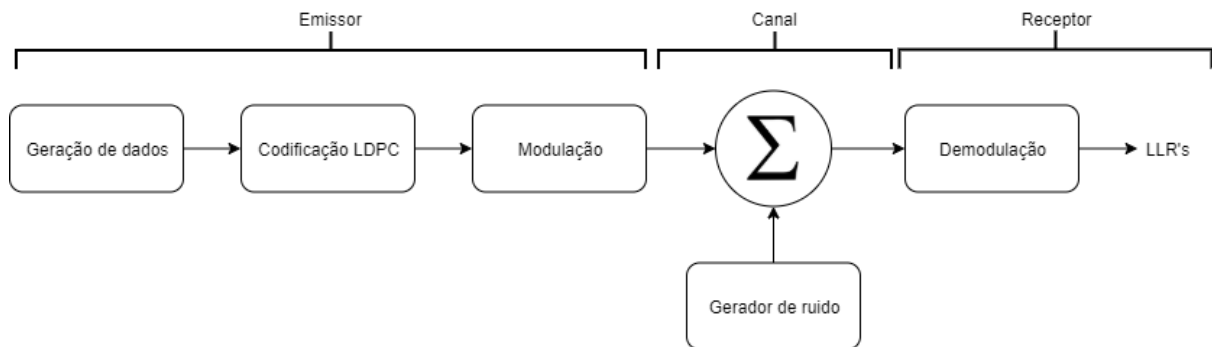 Emissor
Canal
Receptor
Geração de dados
Codificação LDPC
Modulação
Σ
Demodulação
LLR's
Gerador de ruido